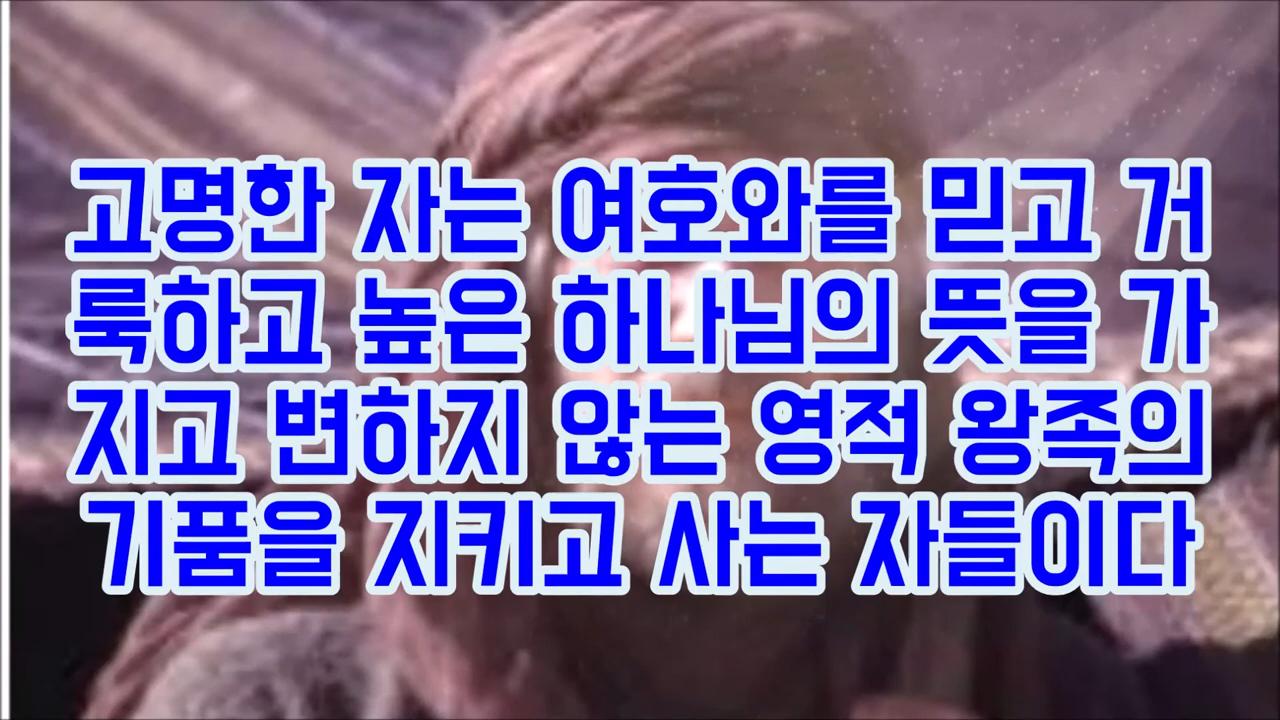 고명한 자는 여호와를 믿고 거
룩하고 높은 하나님의 뜻을 가
지고 변하지 않는 영적 왕족의
기품을 지키고 사는 자들이다